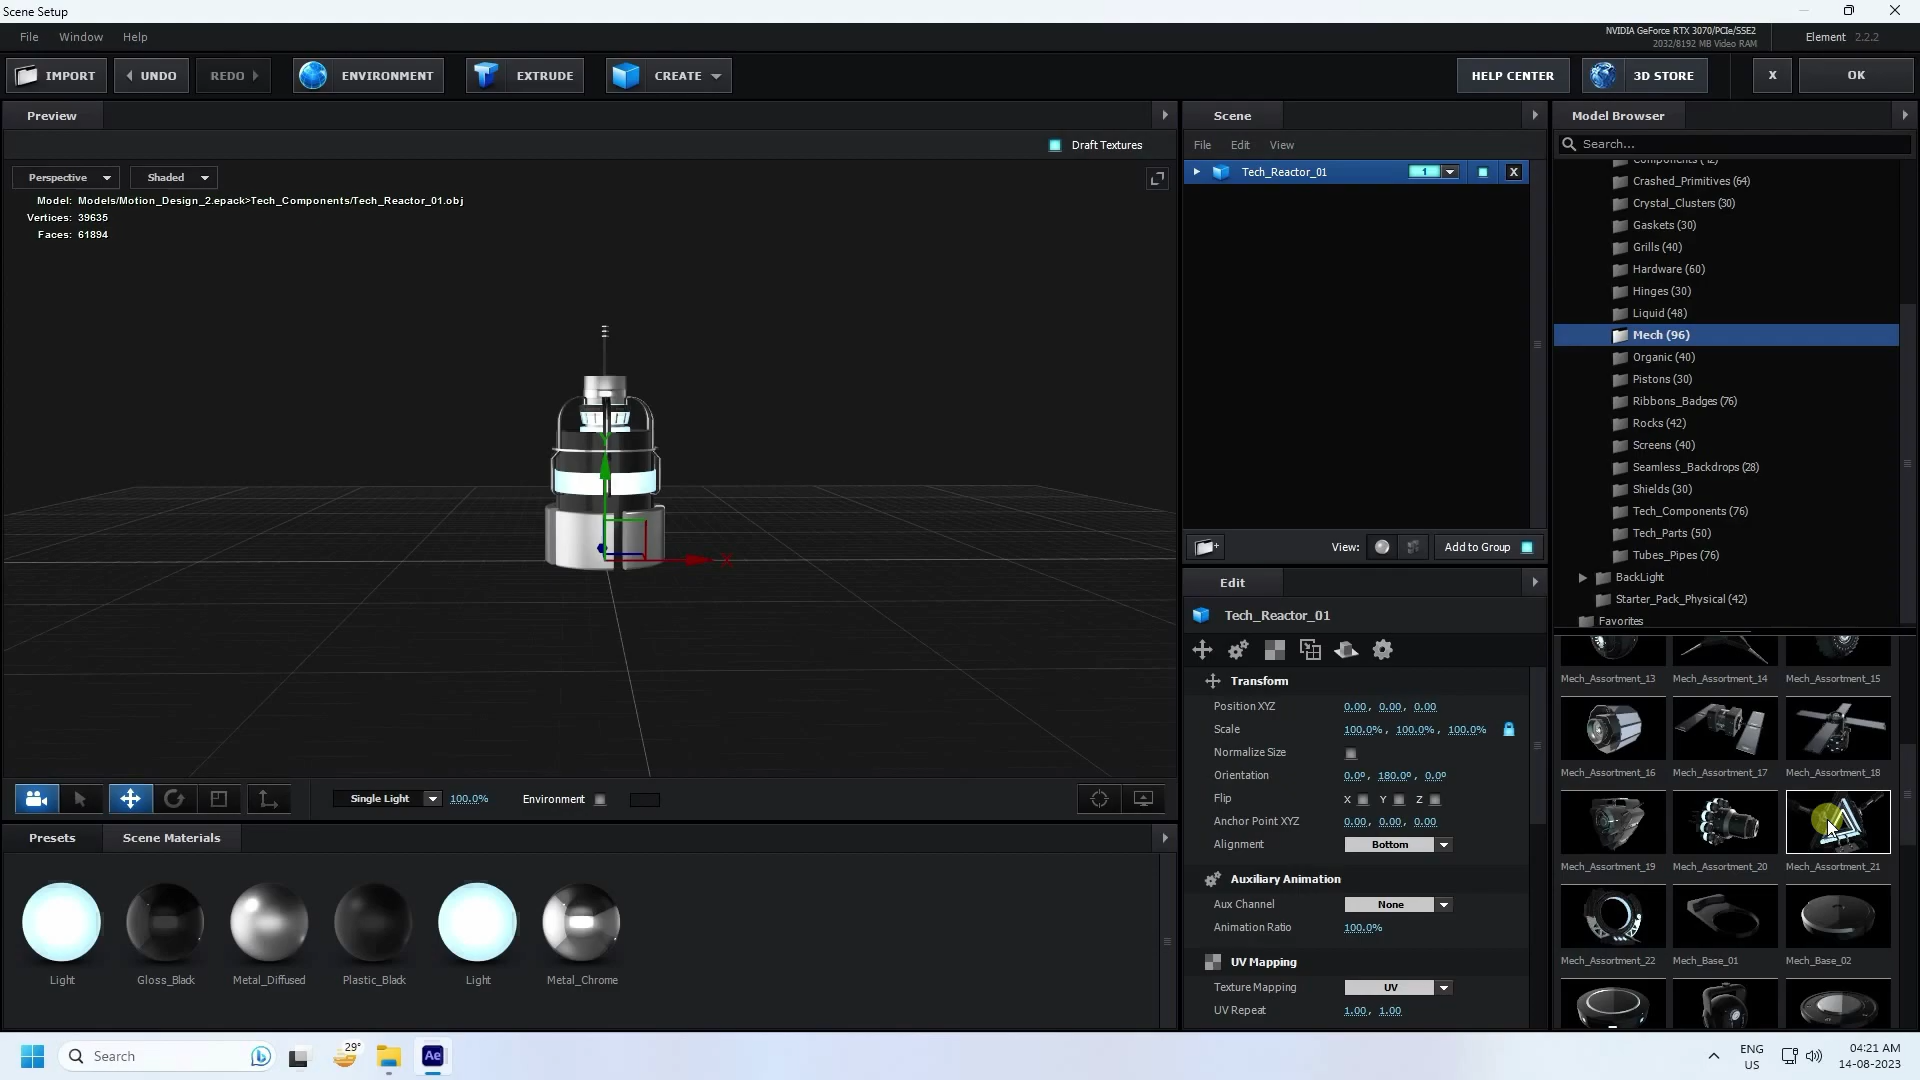 Scene Setup
File Window Help
NVIDIA GeForce RTX 3070/PCIe/SSE2
2032/8192 MB Video RAM
Element 2.2.2
IMPORT UNDO REDO ENVIRONMENT EXTRUDE CREATE HELP CENTER 3D STORE X OK
Preview
Draft Textures
Perspective Shaded
Model: Models/Motion_Design_2.epack>Tech_Components/Tech_Reactor_01.obj
Vertices: 39635
Faces: 61894
Y
X
Single Light 100.0% Environment
Presets Scene Materials
Light Gloss_Black Metal_Diffused Plastic_Black Light Metal_Chrome
Scene
File Edit View
Tech_Reactor_01 1 X
View: Add to Group
Edit
Tech_Reactor_01
Transform
Position XYZ 0.00, 0.00, 0.00
Scale 100.0%, 100.0%, 100.0%
Normalize Size
Orientation 0.0º, 180.0º, 0.0º
Flip X Y Z
Anchor Point XYZ 0.00, 0.00, 0.00
Alignment Bottom
Auxiliary Animation
Aux Channel None
Animation Ratio 100.0%
UV Mapping
Texture Mapping UV
UV Repeat 1.00, 1.00
Model Browser
Search...
Components (42)
Crashed_Primitives (64)
Crystal_Clusters (30)
Gaskets (30)
Grills (40)
Hardware (60)
Hinges (30)
Liquid (48)
Mech (96)
Organic (40)
Pistons (30)
Ribbons_Badges (76)
Rocks (42)
Screens (40)
Seamless_Backdrops (28)
Shields (30)
Tech_Components (76)
Tech_Parts (50)
Tubes_Pipes (76)
BackLight
Starter_Pack_Physical (42)
Favorites
Mech_Assortment_13 Mech_Assortment_14 Mech_Assortment_15
Mech_Assortment_16 Mech_Assortment_17 Mech_Assortment_18
Mech_Assortment_19 Mech_Assortment_20 Mech_Assortment_21
Mech_Assortment_22 Mech_Base_01 Mech_Base_02
Search 29° Ae
ENG
US
04:21 AM
14-08-2023